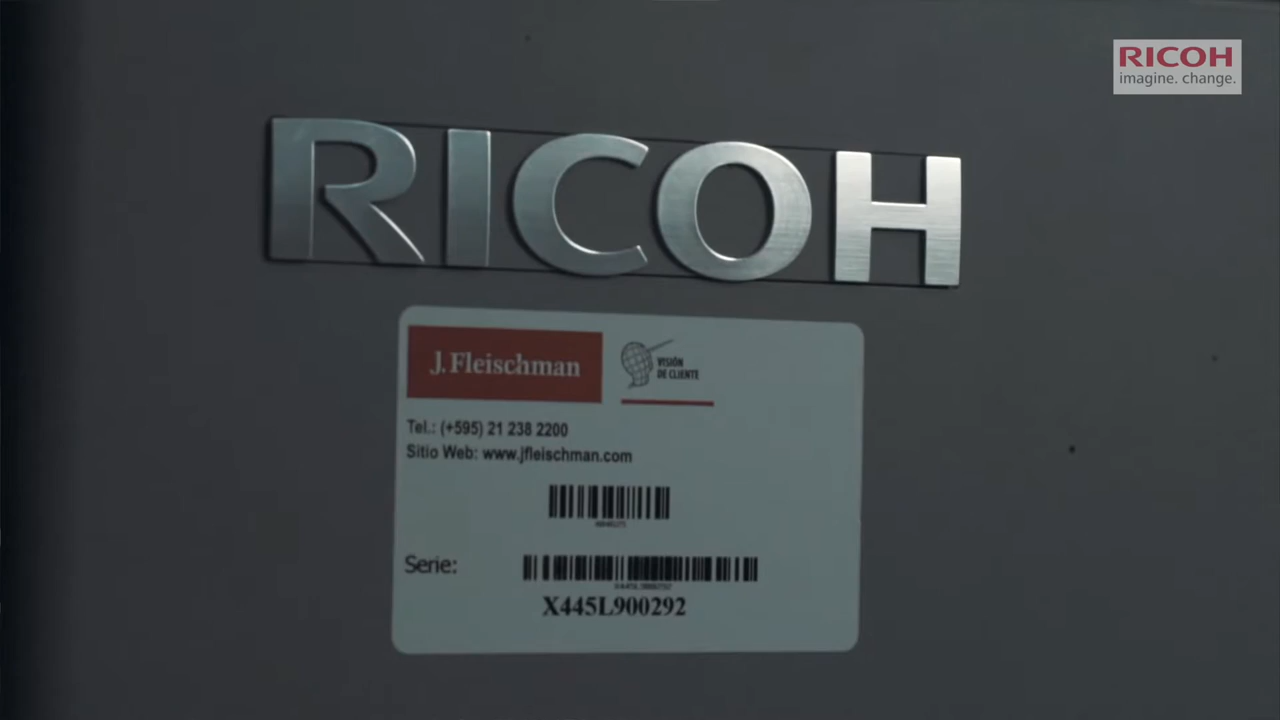 RICOH
imagine. change.
RICOH
J. Fleischman
VISIÓN
DE CLIENTE
Tel.: (+595) 21 238 2200
Sitio Web: www.jfleischman.com
Serie:
X445L900292